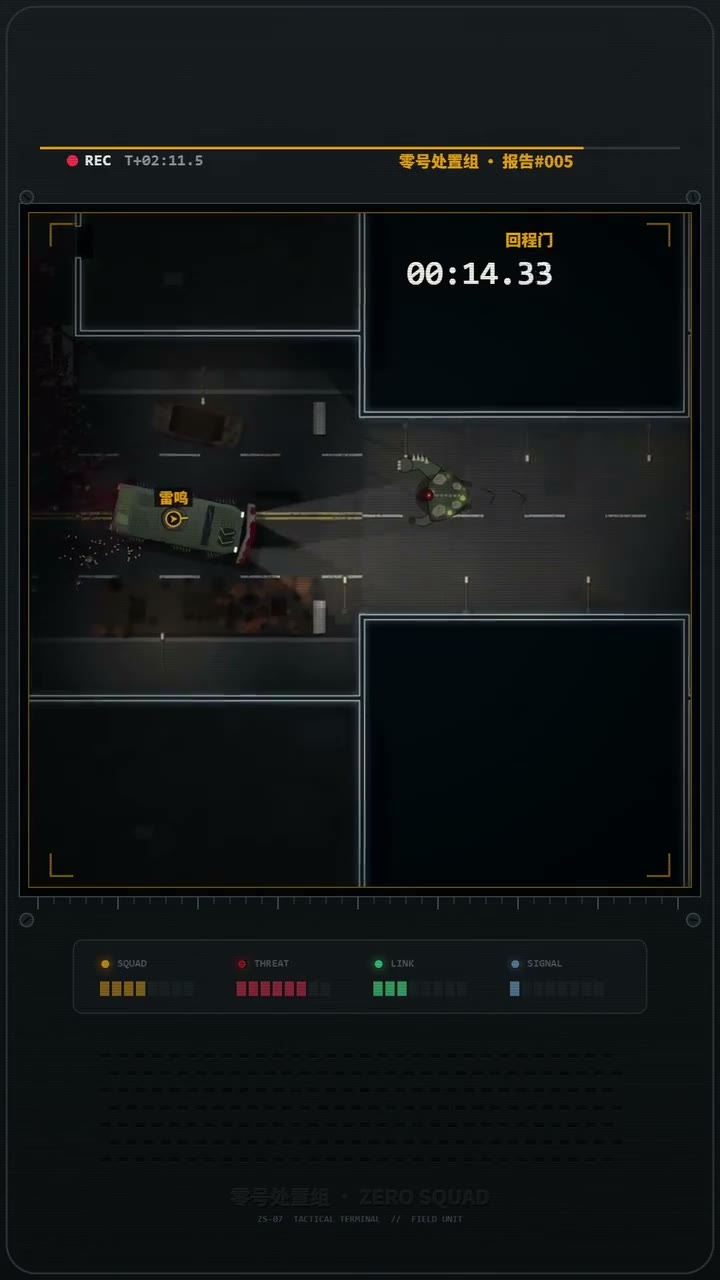 REC T+02:11.5
零号处置组 • 报告#005
回程门
00:14.33
雷鸣
SQUAD
THREAT
LINK
SIGNAL
零号处置组 • ZERO SQUAD
ZS-07 TACTICAL TERMINAL // FIELD UNIT